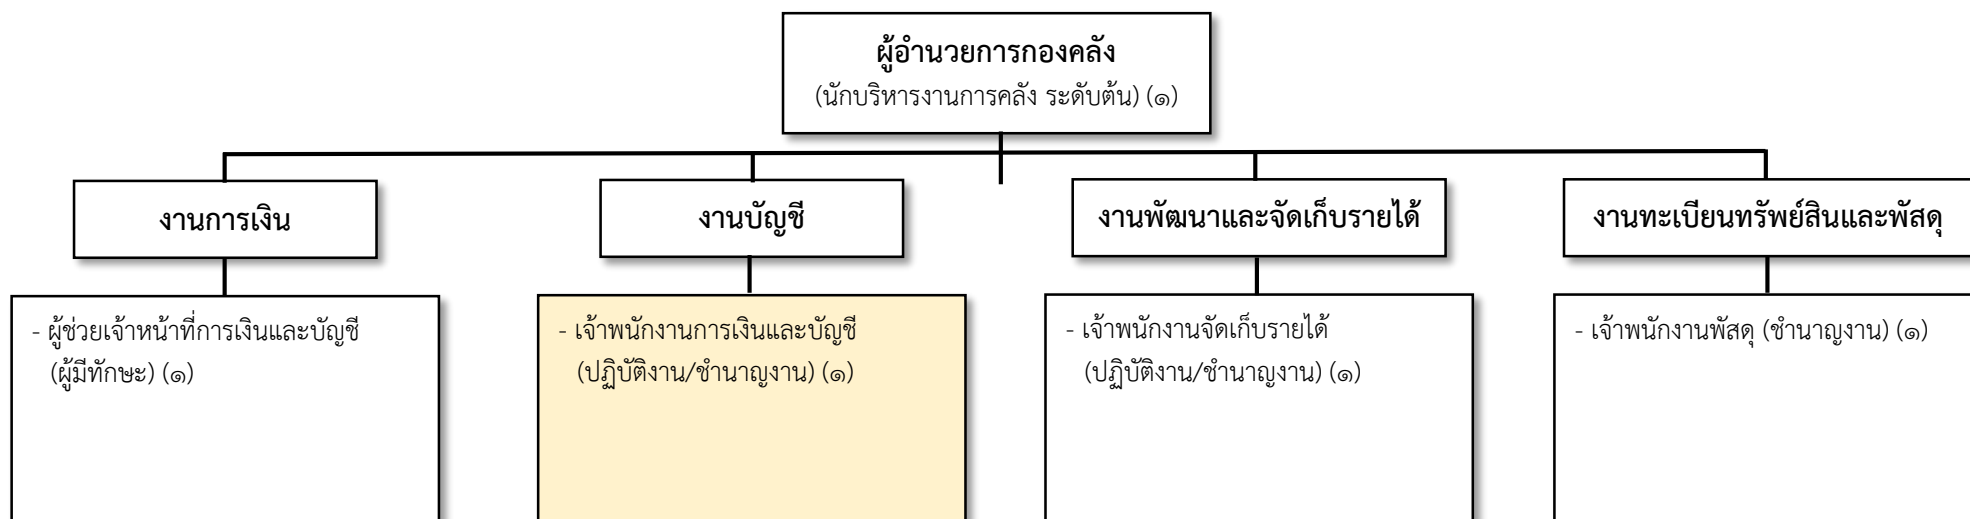 ผู้อำนวยการกองคลัง
(นักบริหารงานการคลัง ระดับต้น) (๑)
งานการเงิน
งานบัญชี
งานพัฒนาและจัดเก็บรายได้
งานทะเบียนทรัพย์สินและพัสดุ
- ผู้ช่วยเจ้าหน้าที่การเงินและบัญชี
(ผู้มีทักษะ) (๑)
- เจ้าพนักงานการเงินและบัญชี
(ปฏิบัติงาน/ชำนาญงาน) (๑)
- เจ้าพนักงานจัดเก็บรายได้
(ปฏิบัติงาน/ชำนาญงาน) (๑)
- เจ้าพนักงานพัสดุ (ชำนาญงาน) (๑)